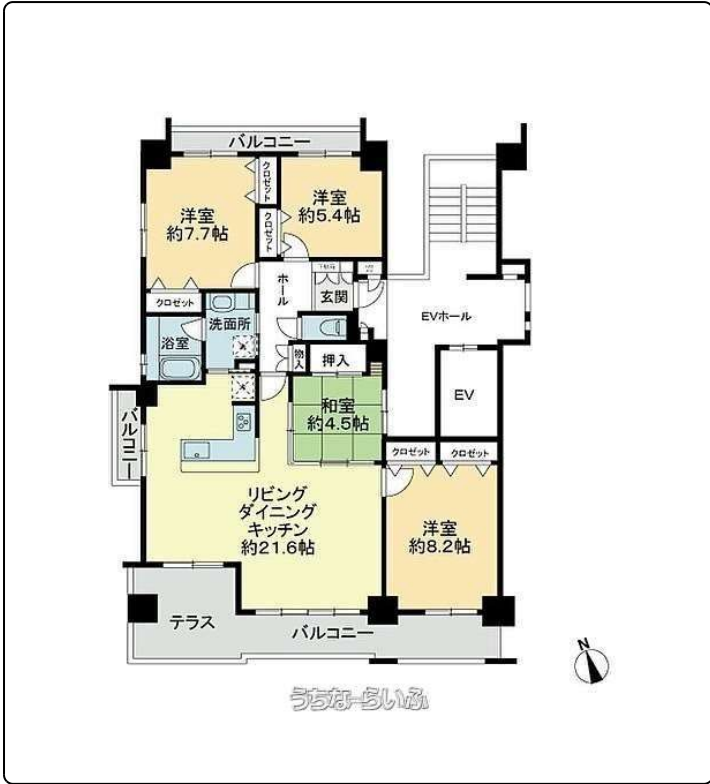 バルコニー
クロゼット
洋室
約7.7帖
洋室
約5.4帖
クロゼット
ホール
玄関
クロゼット
洗面所
浴室
EVホール
物入
押入
EV
バルコニー
和室
約4.5帖
クロゼット
クロゼット
リビング
ダイニング
キッチン
約21.6帖
洋室
約8.2帖
テラス
バルコニー
N
うちなーらいふ